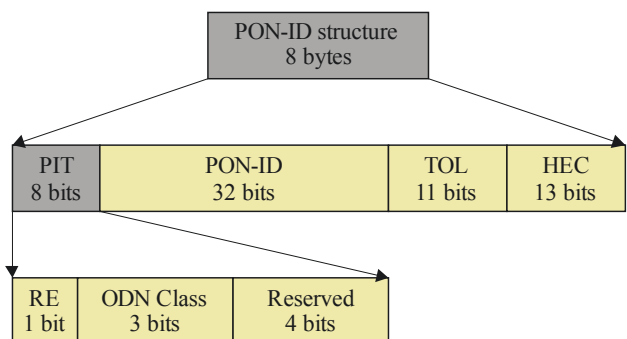 PON-ID structure
8 bytes
PIT
8 bits
PON-ID
32 bits
TOL
11 bits
HEC
13 bits
RE
1 bit
ODN Class
3 bits
Reserved
4 bits